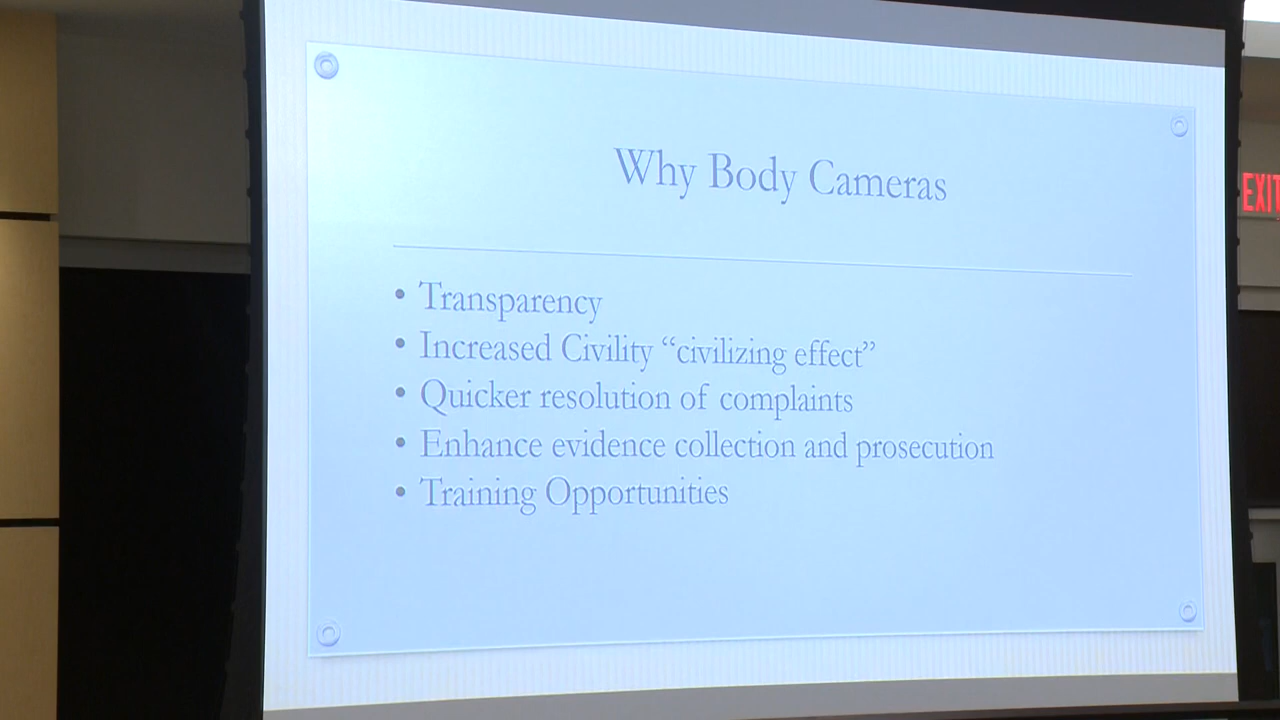 Why Body Cameras
• Transparency
• Increased Civility “civilizing effect”
• Quicker resolution of complaints
• Enhance evidence collection and prosecution
• Training Opportunities
EXIT